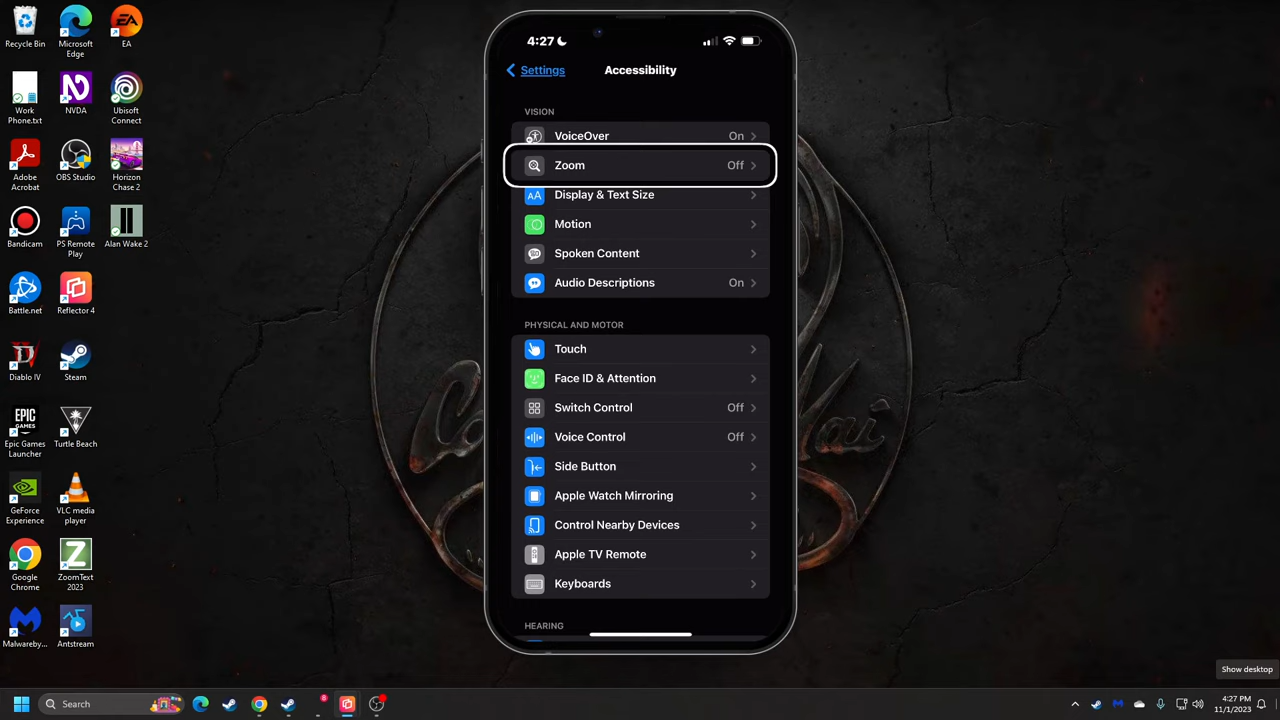 Recycle Bin
Microsoft
Edge
EA
EA
Work
Phone.txt
NVDA
Ubisoft
Connect
Adobe
Acrobat
OBS Studio
Horizon
Chase 2
Bandicam
PS Remote
Play
Alan Wake 2
Battle.net
Reflector 4
Diablo IV
Steam
EPIC
GAMES
Epic Games
Launcher
Turtle Beach
GeForce
Experience
VLC media
player
Google
Chrome
ZoomText
2023
Malwareby...
Antstream
4:27
Settings
Accessibility
VISION
VoiceOver On
Zoom Off
AA Display & Text Size
Motion
Spoken Content
Audio Descriptions On
PHYSICAL AND MOTOR
Touch
Face ID & Attention
Switch Control Off
Voice Control Off
Side Button
Apple Watch Mirroring
Control Nearby Devices
Apple TV Remote
Keyboards
HEARING
Show desktop
Search
8
4:27 PM
11/1/2023